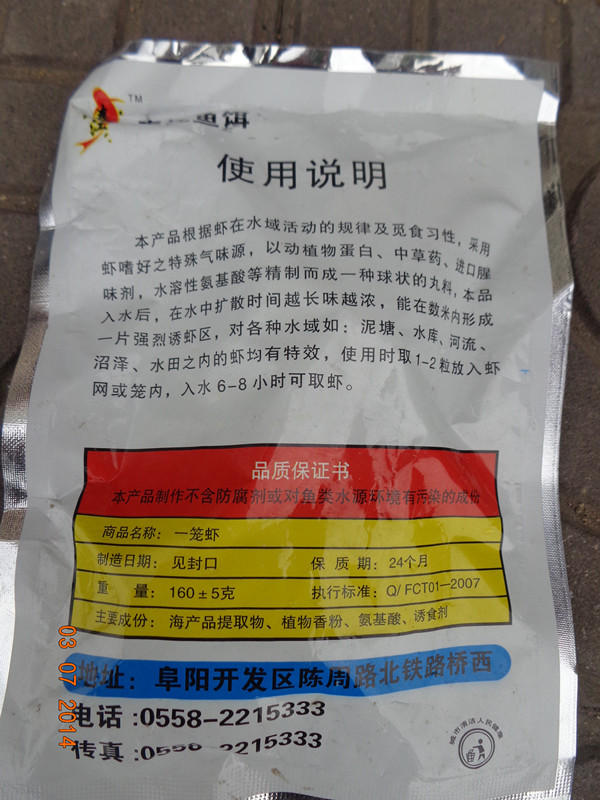 TM
鱼饵
使用说明
本产品根据虾在水域活动的规律及觅食习性，采用
虾嗜好之特殊气味源，以动植物蛋白、中草药、进口腥
味剂，水溶性氨基酸等精制而成一种球状的丸料，本品
入水后，在水中扩散时间越长味越浓，能在数米内形成
一片强烈诱虾区，对各种水域如：泥塘、水库、河流、
沼泽、水田之内的虾均有特效，使用时取1-2粒放入虾
网或笼内，入水6-8小时可取虾。
品质保证书
本产品制作不含防腐剂或对鱼类水源环境有污染的成份
商品名称：一笼虾
制造日期：见封口 保质期：24个月
重量：160±5克 执行标准：Q/FCT01—2007
主要成份：海产品提取物、植物香粉、氨基酸、诱食剂
地址：阜阳开发区陈周路北铁路桥西
电话:0558-2215333
传真:0558-2215333
城市清洁人民健康
03 07 2014